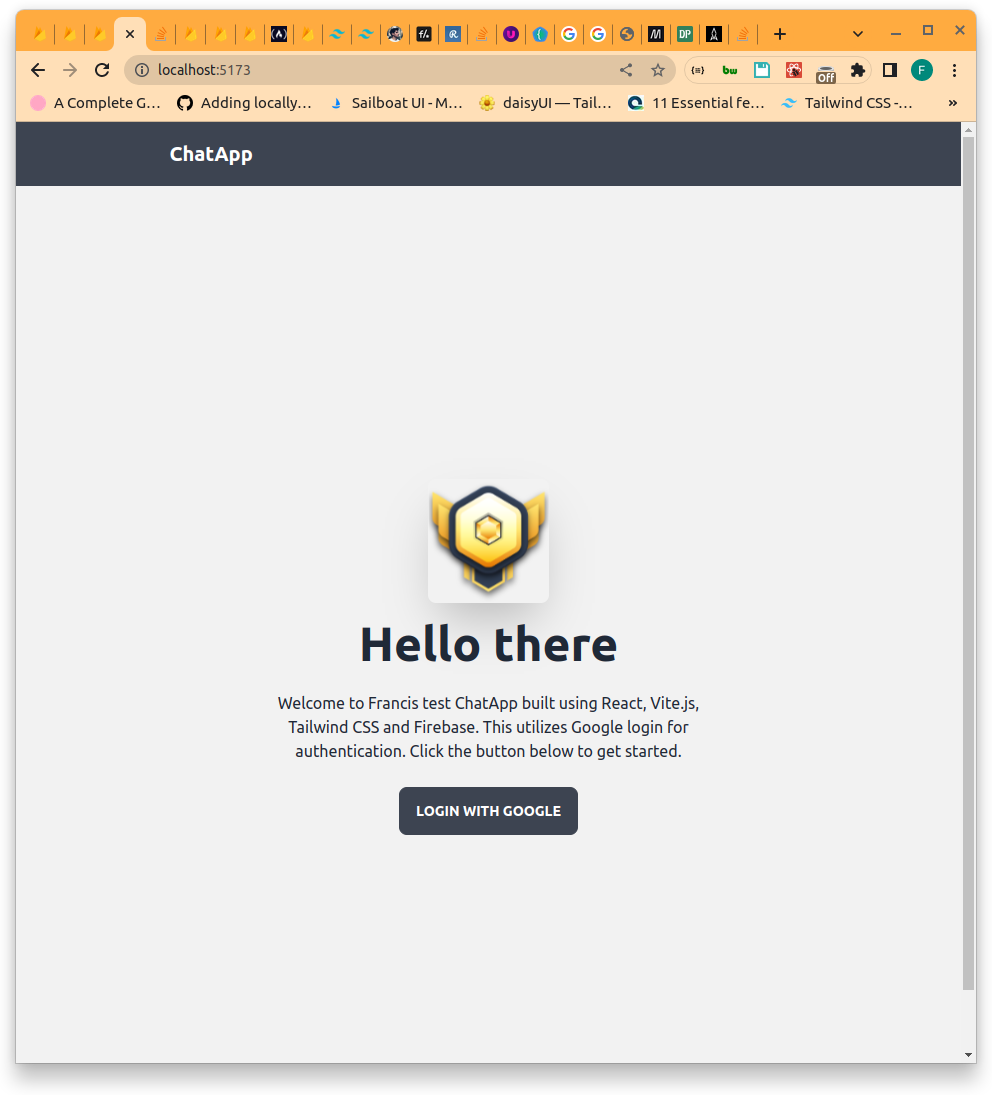 localhost:5173
Off
F
A Complete G…
Adding locally…
Sailboat UI - M…
daisyUI — Tail…
11 Essential fe…
Tailwind CSS -…
»
ChatApp
Hello there
Welcome to Francis test ChatApp built using React, Vite.js,
Tailwind CSS and Firebase. This utilizes Google login for
authentication. Click the button below to get started.
LOGIN WITH GOOGLE